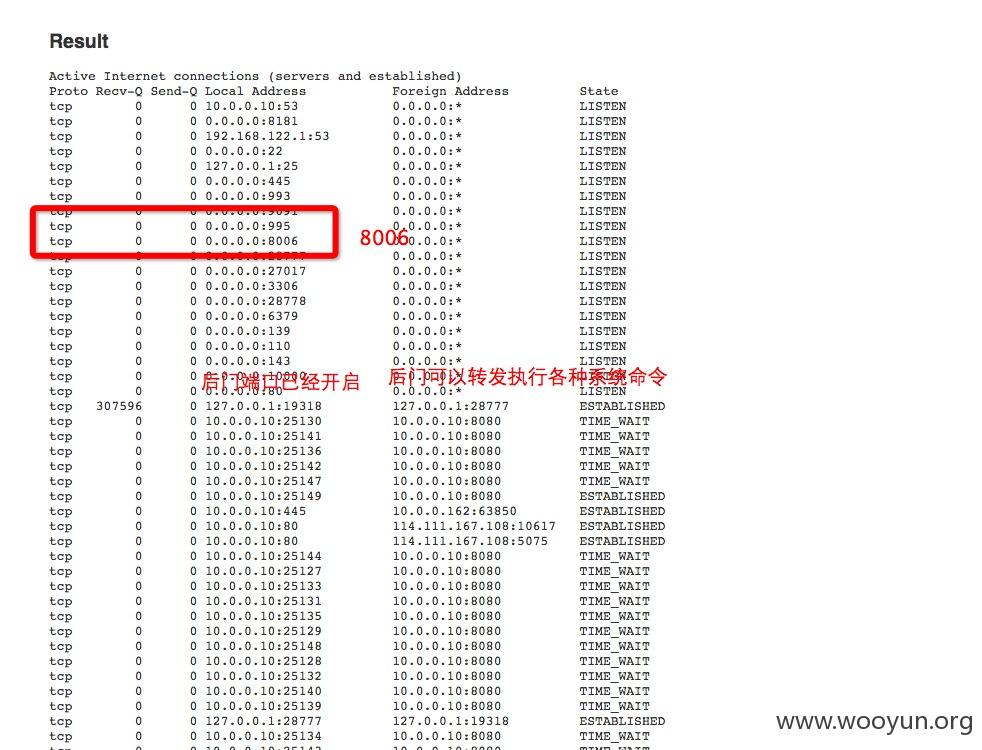 Result
Active Internet connections (servers and established)
Proto Recv-Q Send-Q Local Address Foreign Address State
tcp 0 0 10.0.0.10:53 0.0.0.0:* LISTEN
tcp 0 0 0.0.0.0:8181 0.0.0.0:* LISTEN
tcp 0 0 192.168.122.1:53 0.0.0.0:* LISTEN
tcp 0 0 0.0.0.0:22 0.0.0.0:* LISTEN
tcp 0 0 127.0.0.1:25 0.0.0.0:* LISTEN
tcp 0 0 0.0.0.0:445 0.0.0.0:* LISTEN
tcp 0 0 0.0.0.0:993 0.0.0.0:* LISTEN
tcp 0 0 0.0.0.0:9091 0.0.0.0:* LISTEN
tcp 0 0 0.0.0.0:995 0.0.0.0:* LISTEN
tcp 0 0 0.0.0.0:8006 0.0.0.0:* LISTEN
8006
tcp 0 0 0.0.0.0:28777 0.0.0.0:* LISTEN
tcp 0 0 0.0.0.0:27017 0.0.0.0:* LISTEN
tcp 0 0 0.0.0.0:3306 0.0.0.0:* LISTEN
tcp 0 0 0.0.0.0:28778 0.0.0.0:* LISTEN
tcp 0 0 0.0.0.0:6379 0.0.0.0:* LISTEN
tcp 0 0 0.0.0.0:139 0.0.0.0:* LISTEN
tcp 0 0 0.0.0.0:110 0.0.0.0:* LISTEN
tcp 0 0 0.0.0.0:143 0.0.0.0:* LISTEN
tcp 0 0 0.0.0.0:10000 0.0.0.0:* LISTEN
后门端口已经开启 后门可以转发执行各种系统命令
tcp 0 0 0.0.0.0:80 0.0.0.0:* LISTEN
tcp 307596 0 127.0.0.1:19318 127.0.0.1:28777 ESTABLISHED
tcp 0 0 10.0.0.10:25130 10.0.0.10:8080 TIME_WAIT
tcp 0 0 10.0.0.10:25141 10.0.0.10:8080 TIME_WAIT
tcp 0 0 10.0.0.10:25136 10.0.0.10:8080 TIME_WAIT
tcp 0 0 10.0.0.10:25142 10.0.0.10:8080 TIME_WAIT
tcp 0 0 10.0.0.10:25147 10.0.0.10:8080 TIME_WAIT
tcp 0 0 10.0.0.10:25149 10.0.0.10:8080 ESTABLISHED
tcp 0 0 10.0.0.10:445 10.0.0.162:63850 ESTABLISHED
tcp 0 0 10.0.0.10:80 114.111.167.108:10617 ESTABLISHED
tcp 0 0 10.0.0.10:80 114.111.167.108:5075 ESTABLISHED
tcp 0 0 10.0.0.10:25144 10.0.0.10:8080 TIME_WAIT
tcp 0 0 10.0.0.10:25127 10.0.0.10:8080 TIME_WAIT
tcp 0 0 10.0.0.10:25133 10.0.0.10:8080 TIME_WAIT
tcp 0 0 10.0.0.10:25131 10.0.0.10:8080 TIME_WAIT
tcp 0 0 10.0.0.10:25135 10.0.0.10:8080 TIME_WAIT
tcp 0 0 10.0.0.10:25129 10.0.0.10:8080 TIME_WAIT
tcp 0 0 10.0.0.10:25148 10.0.0.10:8080 TIME_WAIT
tcp 0 0 10.0.0.10:25128 10.0.0.10:8080 TIME_WAIT
tcp 0 0 10.0.0.10:25132 10.0.0.10:8080 TIME_WAIT
tcp 0 0 10.0.0.10:25140 10.0.0.10:8080 TIME_WAIT
tcp 0 0 10.0.0.10:25139 10.0.0.10:8080 TIME_WAIT
tcp 0 0 127.0.0.1:28777 127.0.0.1:19318 ESTABLISHED
tcp 0 0 10.0.0.10:25134 10.0.0.10:8080 TIME_WAIT
www.wooyun.org